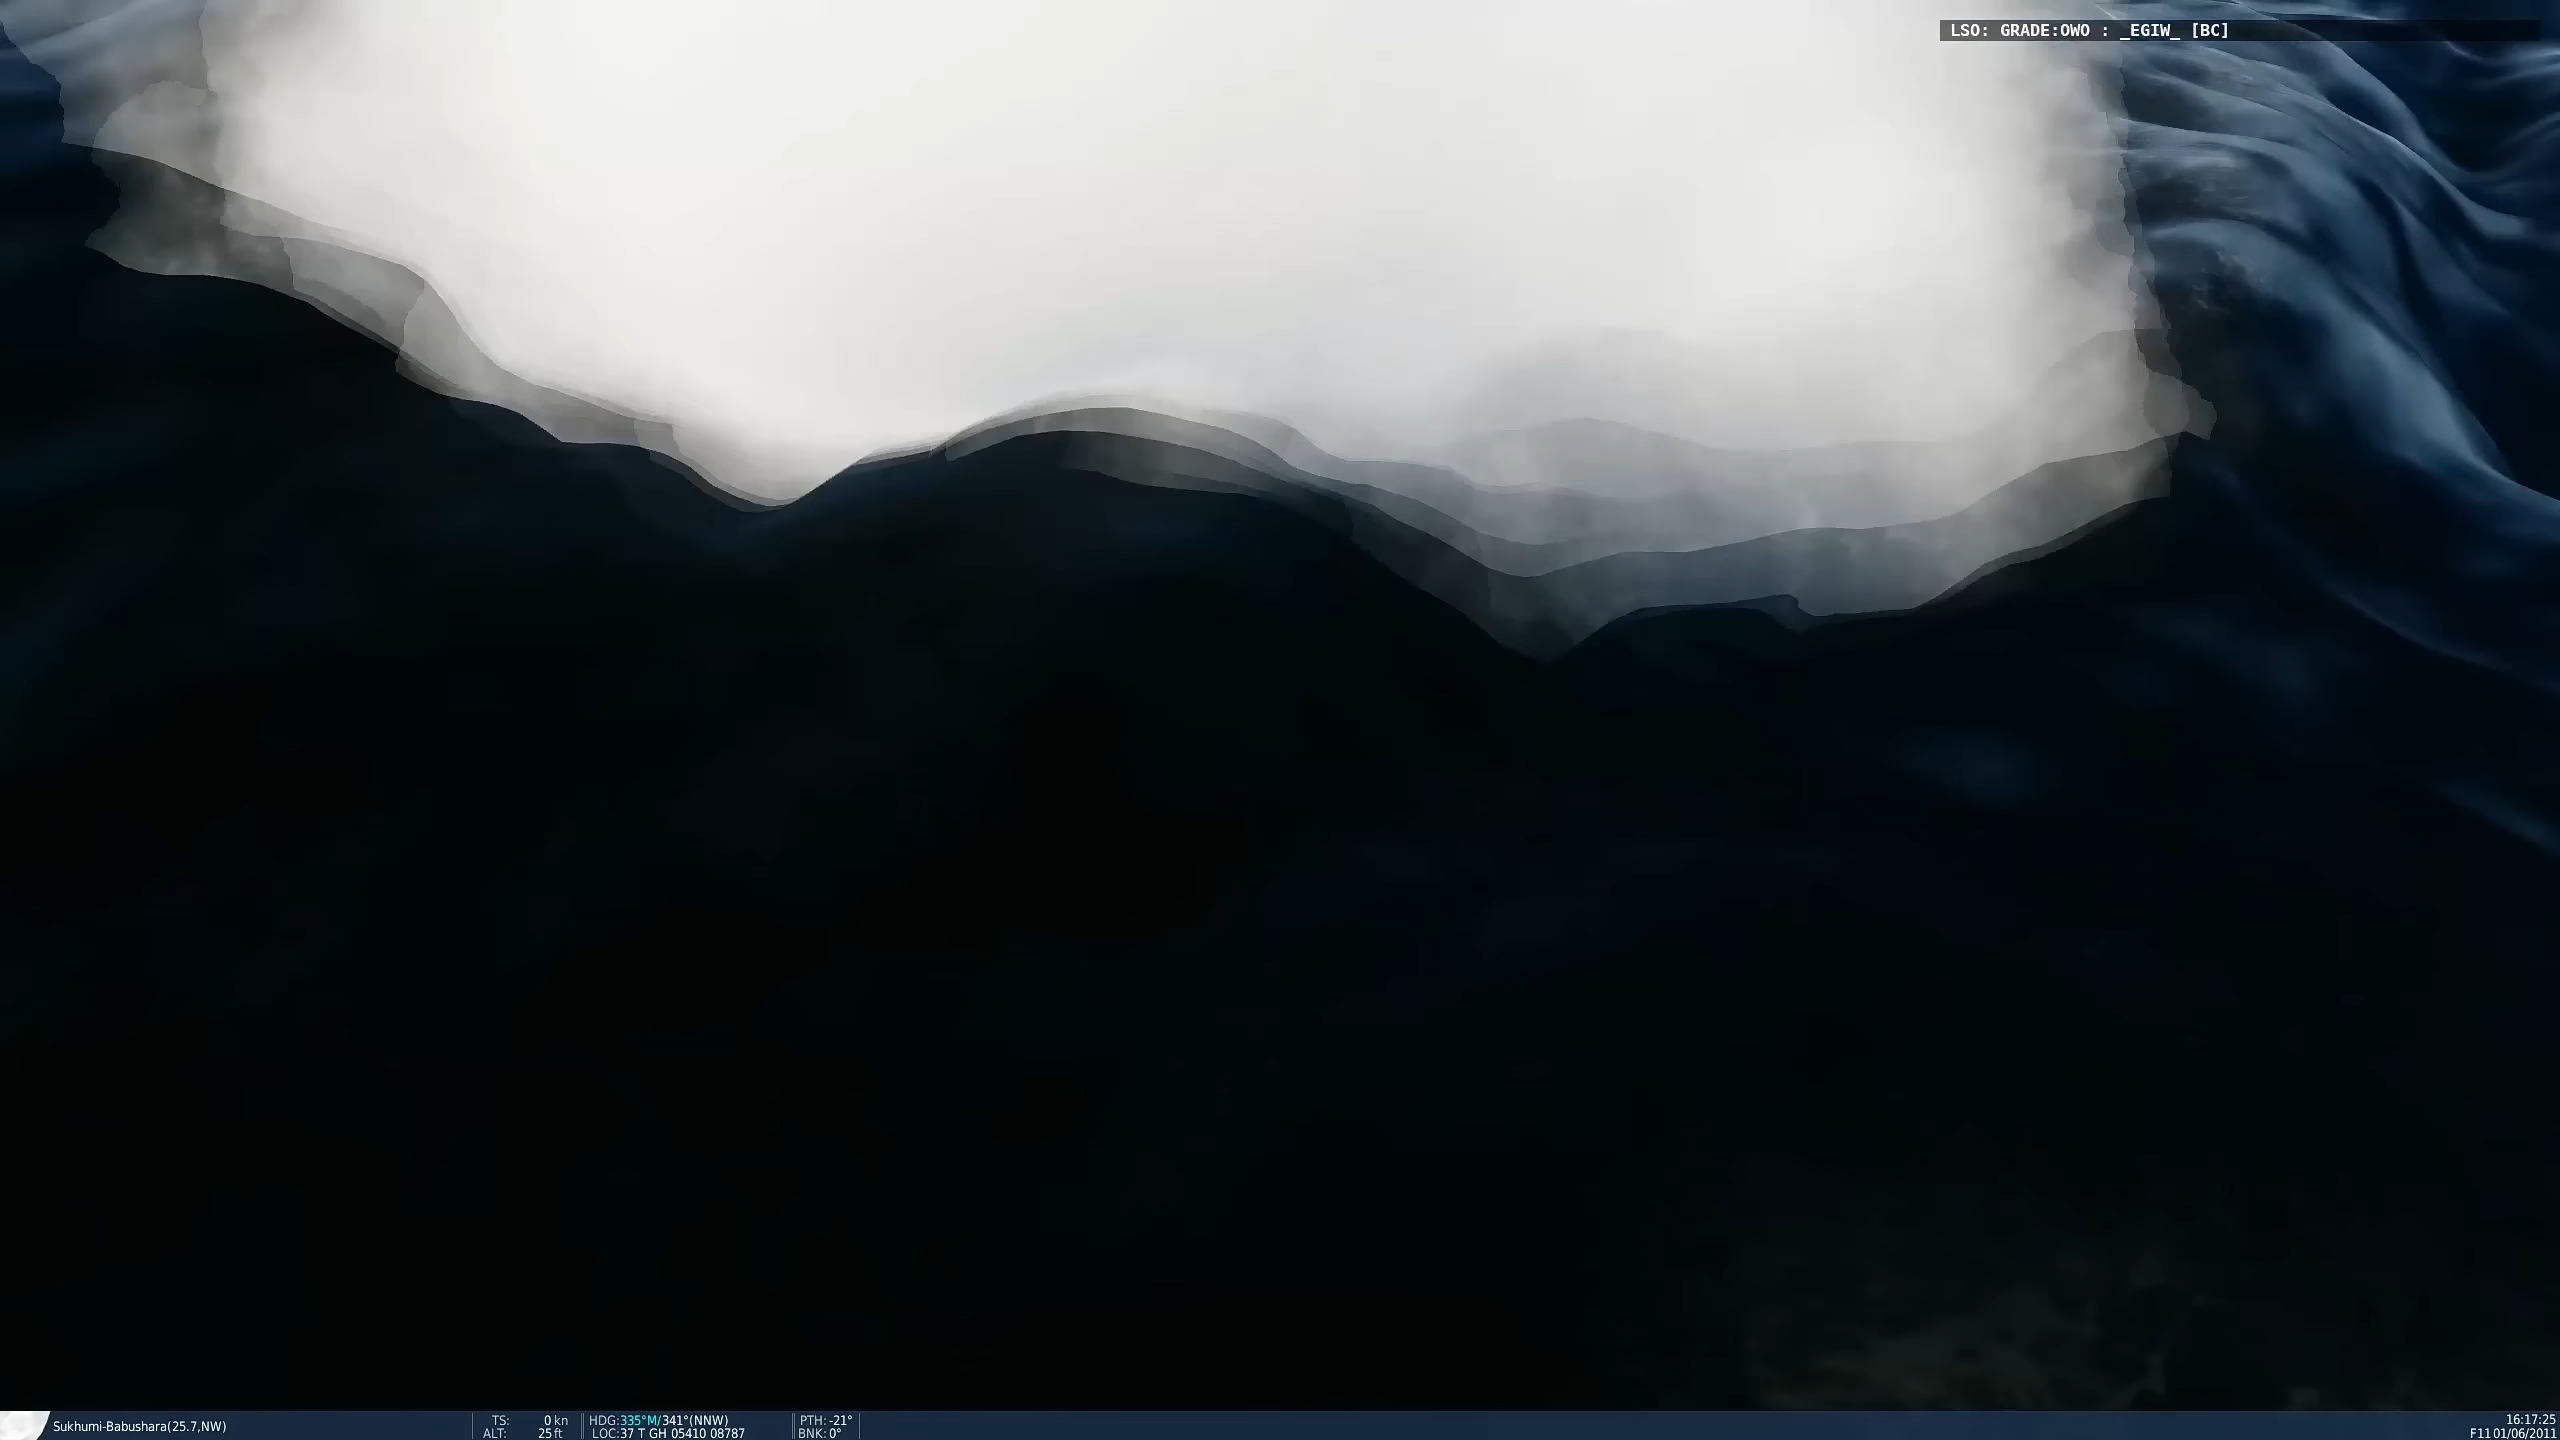 LSO: GRADE:OWO : _EGIW_ [BC]
Sukhumi-Babushara(25.7,NW)
TS: 0 kn
ALT: 25 ft
HDG:335°M/341°(NNW)
LOC:37 T GH 05410 08787
PTH: -21°
BNK: 0°
16:17:25
F11 01/06/2011